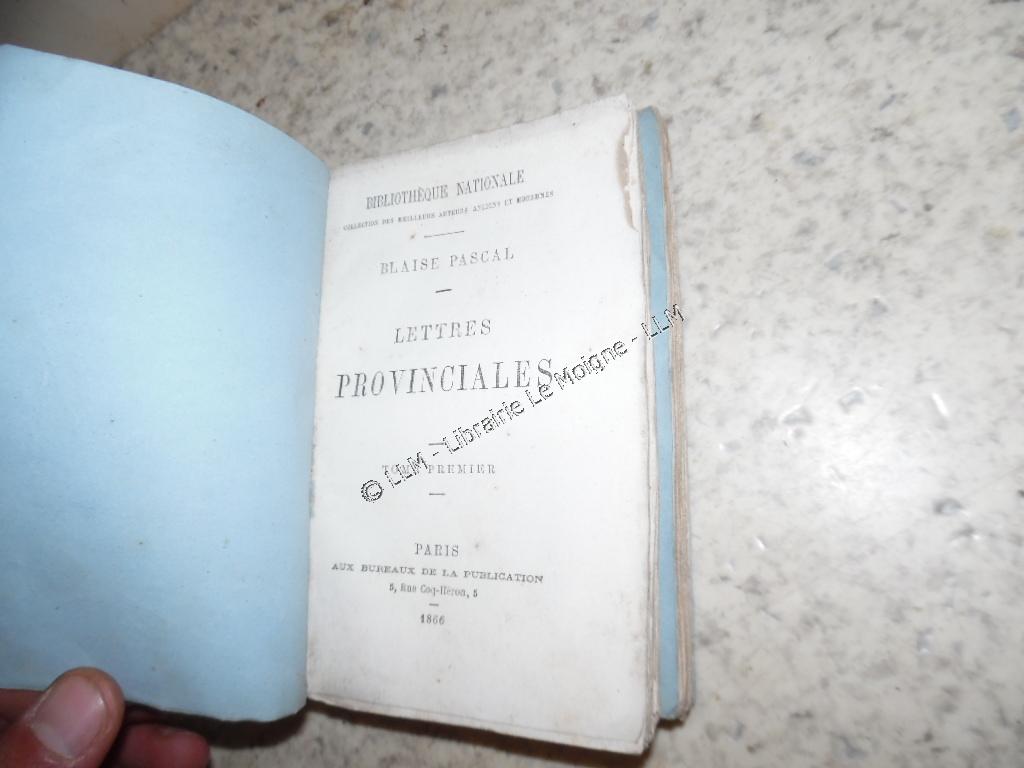 BIBLIOTHÈQUE NATIONALE
COLLECTION DES MEILLEURS AUTEURS ANCIENS ET MODERNES
BLAISE PASCAL
LETTRES
PROVINCIALES
TOME PREMIER
PARIS
AUX BUREAUX DE LA PUBLICATION
5, Rue Coq-Héron, 5
1866
© LLM - Librairie Le Moigne - LLM